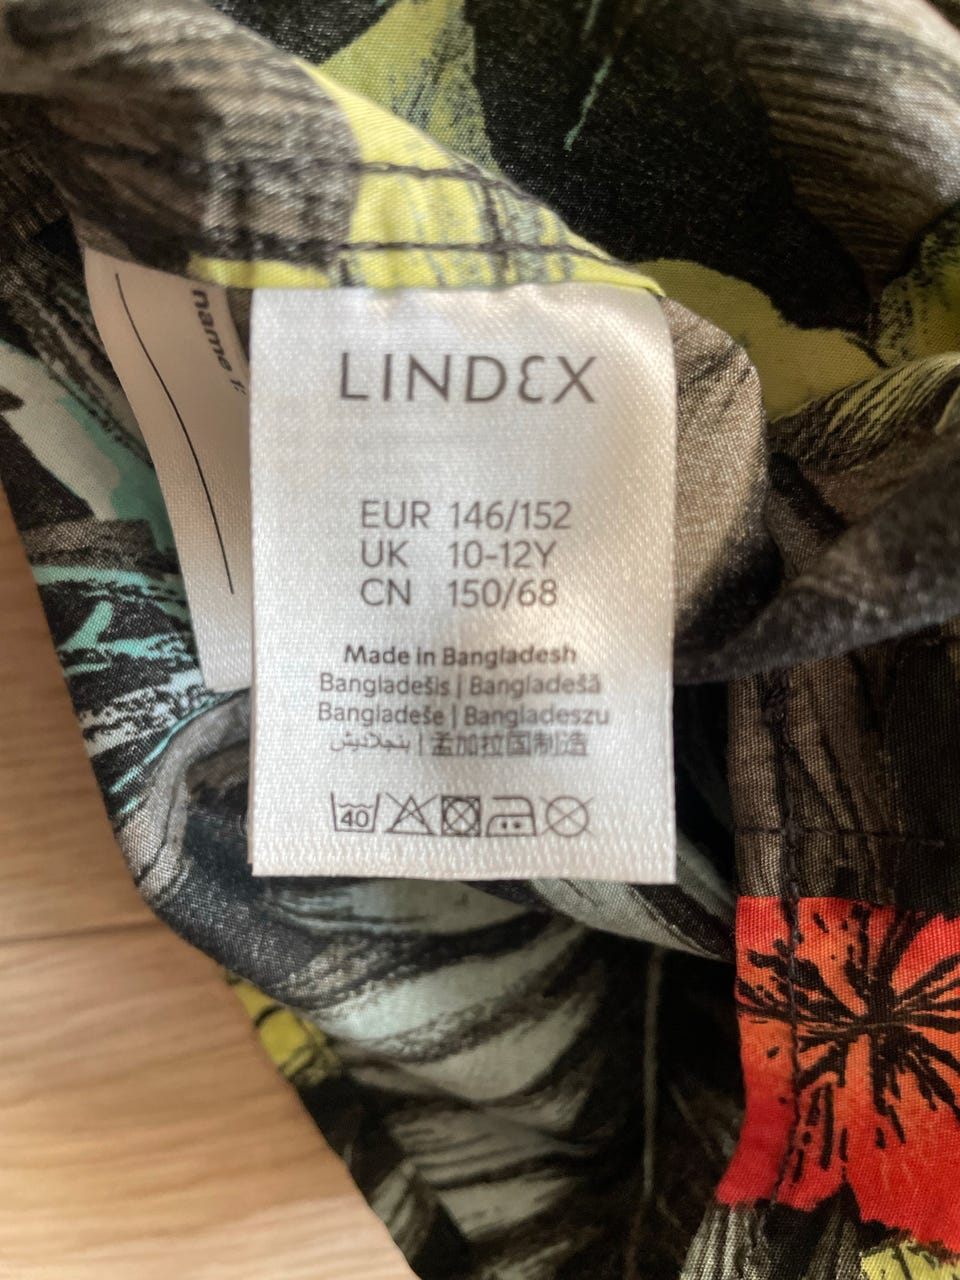 name
LINDEX
EUR 146/152
UK 10-12Y
CN 150/68
Made in Bangladesh
Bangladešis | Bangladešā
Bangladeše | Bangladeszu
بنجلاديش | 孟加拉国制造
40